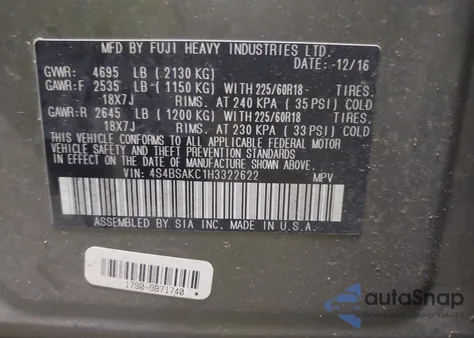 MFD BY FUJI HEAVY INDUSTRIES LTD.
DATE: -12/16
GVWR: 4695 LB (2130 KG) TIRES,
GAWR:F 2535 LB (1150 KG) WITH 225/60R18-
18X7J RIMS. AT 240 KPA (35 PSI) COLD
GAWR:R 2645 LB (1200 KG) WITH 225/60R18- TIRES,
18X7J RIMS. AT 230 KPA (33 PSI) COLD
THIS VEHICLE CONFORMS TO ALL APPLICABLE FEDERAL MOTOR
VEHICLE SAFETY AND THEFT PREVENTION STANDARDS IN EFFECT
ON THE DATE OF MANUFACTURE SHOWN ABOVE.
VIN: 4S4BSAKC1H3322622 MPV
ASSEMBLED BY SIA INC. MADE IN U.S.A.
1790-9871740
autoSnap